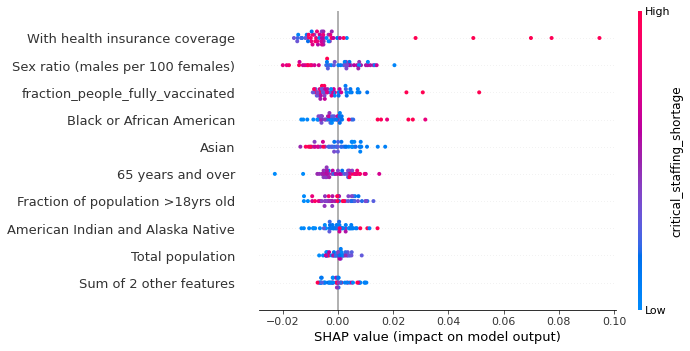 High
With health insurance coverage
Sex ratio (males per 100 females)
fraction_people_fully_vaccinated
Black or African American
Asian
65 years and over
Fraction of population >18yrs old
American Indian and Alaska Native
Total population
Sum of 2 other features
critical_staffing_shortage
Low
−0.02 0.00 0.02 0.04 0.06 0.08 0.10
SHAP value (impact on model output)